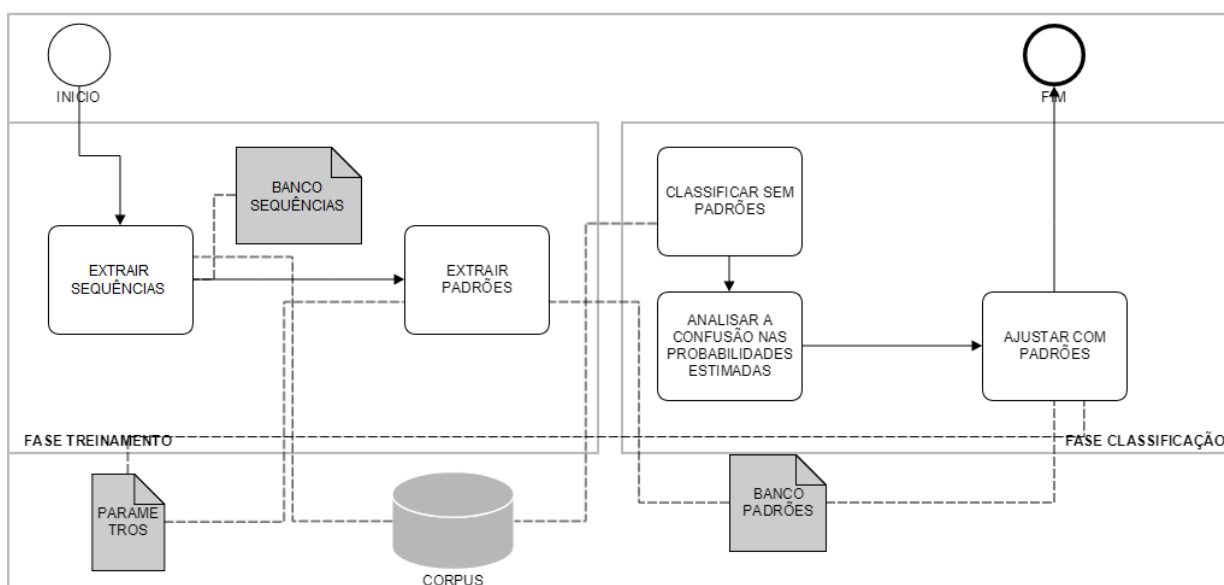 INICIO
FIM
BANCO
SEQUÊNCIAS
CLASSIFICAR SEM
PADRÕES
EXTRAIR
SEQUÊNCIAS
EXTRAIR
PADRÕES
ANALISAR A
CONFUSÃO NAS
PROBABILIDADES
ESTIMADAS
AJUSTAR COM
PADRÕES
FASE TREINAMENTO
FASE CLASSIFICAÇÃO
PARAME
TROS
BANCO
PADRÕES
CORPUS